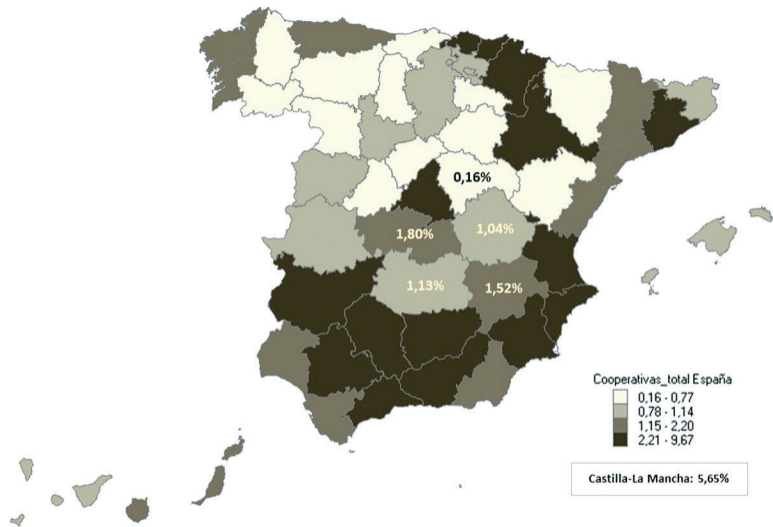 0,16%
1,80%
1,04%
1,13%
1,52%
Cooperativas_total España
0,16 - 0,77
0,78 - 1,14
1,15 - 2,20
2,21 - 9,67
Castilla-La Mancha: 5,65%